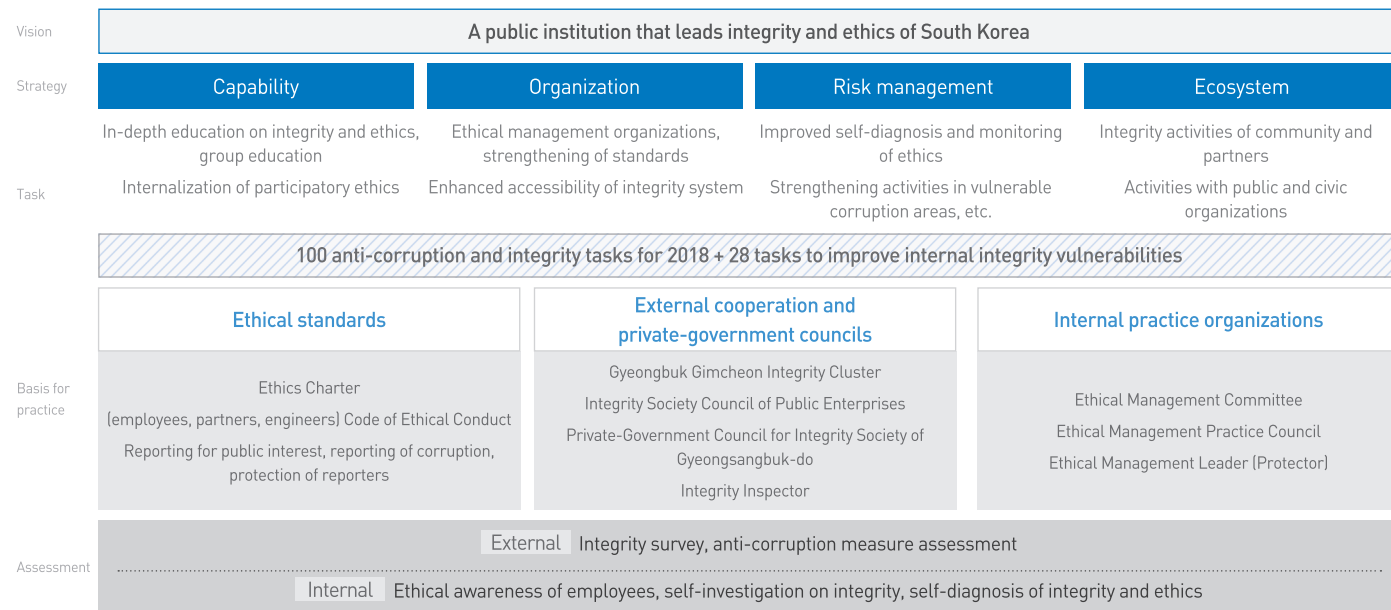 Vision
A public institution that leads integrity and ethics of South Korea
Strategy
Capability
Organization
Risk management
Ecosystem
Task
In-depth education on integrity and ethics,
group education
Internalization of participatory ethics
Ethical management organizations,
strengthening of standards
Enhanced accessibility of integrity system
Improved self-diagnosis and monitoring
of ethics
Strengthening activities in vulnerable
corruption areas, etc.
Integrity activities of community and
partners
Activities with public and civic
organizations
100 anti-corruption and integrity tasks for 2018 + 28 tasks to improve internal integrity vulnerabilities
Basis for
practice
Ethical standards
Ethics Charter
(employees, partners, engineers) Code of Ethical Conduct
Reporting for public interest, reporting of corruption,
protection of reporters
External cooperation and
private-government councils
Gyeongbuk Gimcheon Integrity Cluster
Integrity Society Council of Public Enterprises
Private-Government Council for Integrity Society of
Gyeongsangbuk-do
Integrity Inspector
Internal practice organizations
Ethical Management Committee
Ethical Management Practice Council
Ethical Management Leader (Protector)
Assessment
External Integrity survey, anti-corruption measure assessment
Internal Ethical awareness of employees, self-investigation on integrity, self-diagnosis of integrity and ethics